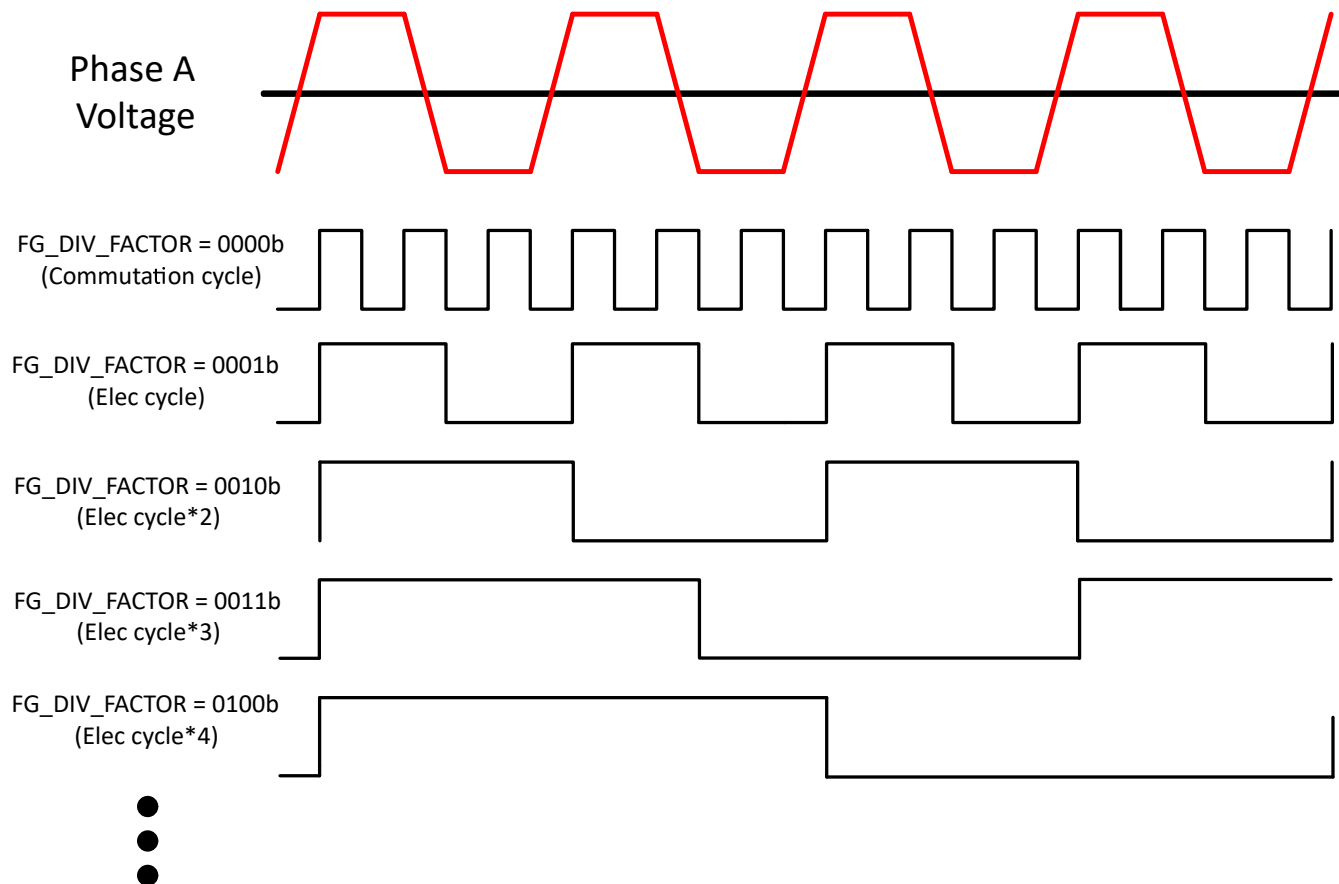 Phase A
Voltage
FG_DIV_FACTOR = 0000b
(Commutation cycle)
FG_DIV_FACTOR = 0001b
(Elec cycle)
FG_DIV_FACTOR = 0010b
(Elec cycle*2)
FG_DIV_FACTOR = 0011b
(Elec cycle*3)
FG_DIV_FACTOR = 0100b
(Elec cycle*4)